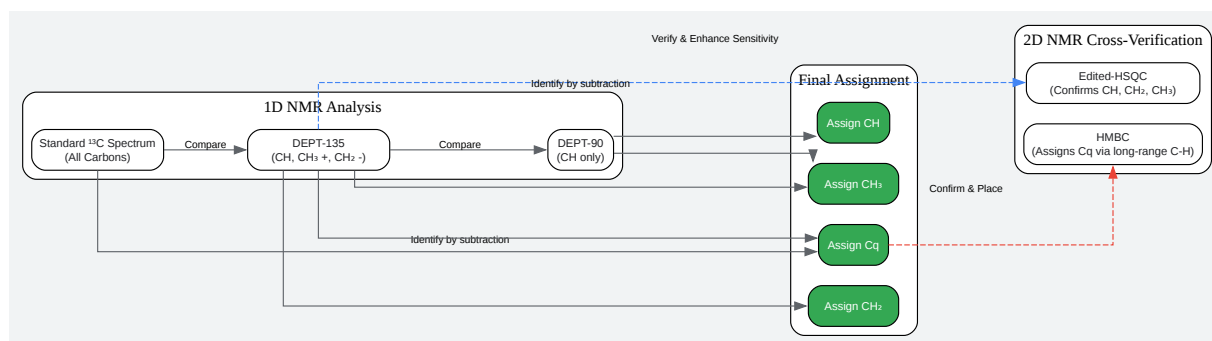 Verify & Enhance Sensitivity
2D NMR Cross-Verification
Edited-HSQC
(Confirms CH, CH₂, CH₃)
HMBC
(Assigns Cq via long-range C-H)
Identify by subtraction
1D NMR Analysis
Standard ¹³C Spectrum
(All Carbons)
Compare
DEPT-135
(CH, CH₃ +, CH₂ -)
Compare
DEPT-90
(CH only)
Final Assignment
Assign CH
Assign CH₃
Confirm & Place
Identify by subtraction
Assign Cq
Assign CH₂